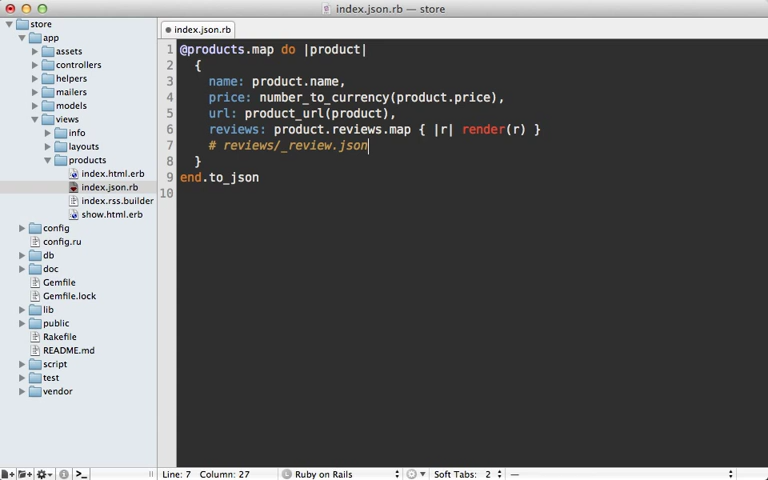 index.json.rb — store
store
app
assets
controllers
helpers
mailers
models
views
info
layouts
products
index.html.erb
index.json.rb
index.rss.builder
show.html.erb
config
config.ru
db
doc
Gemfile
Gemfile.lock
lib
public
Rakefile
README.md
script
test
vendor
index.json.rb
1 @products.map do |product|
2 {
3 name: product.name,
4 price: number_to_currency(product.price),
5 url: product_url(product),
6 reviews: product.reviews.map { |r| render(r) }
7 # reviews/_review.json
8 }
9 end.to_json
10
Line: 7 Column: 27 Ruby on Rails Soft Tabs: 2 —